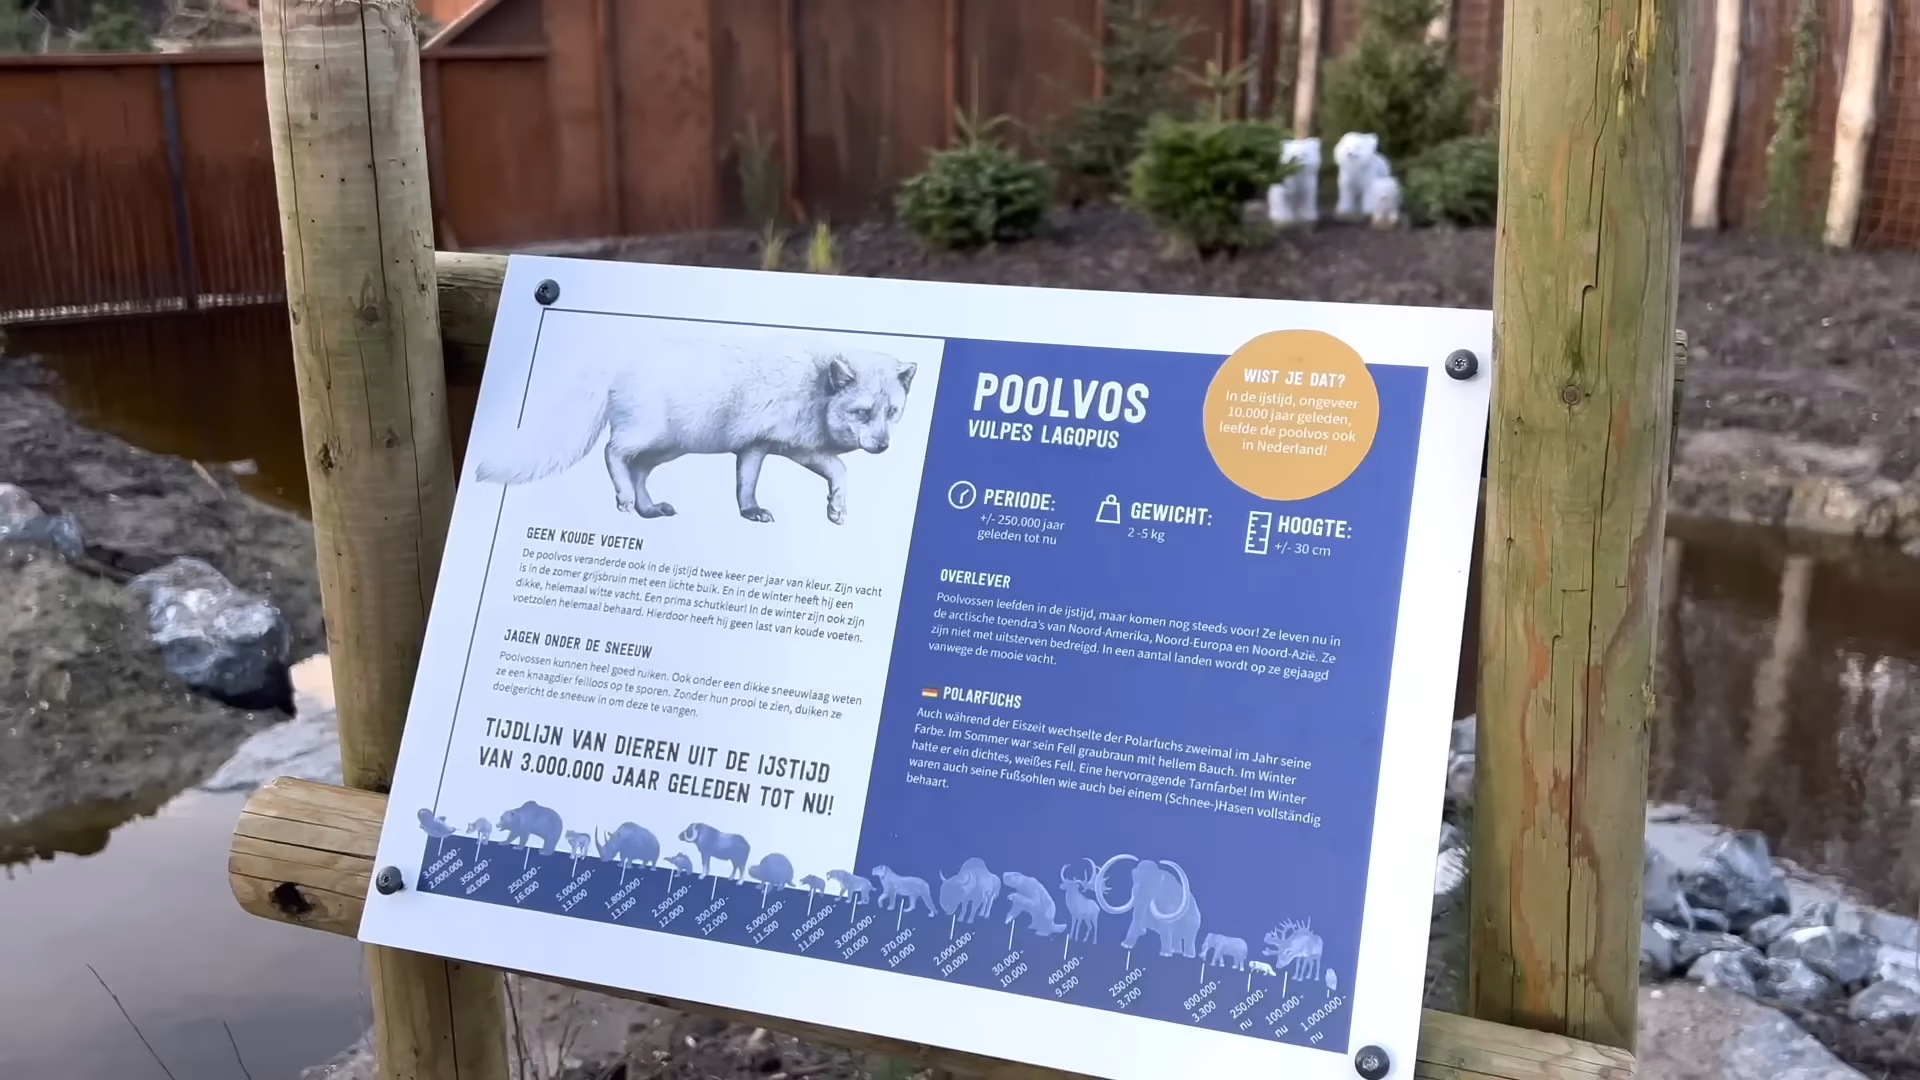 POOLVOS
VULPES LAGOPUS
WIST JE DAT?
In de ijstijd, ongeveer
10.000 jaar geleden,
leefde de poolvos ook
in Nederland!
PERIODE:
+/- 250.000 jaar
geleden tot nu
GEWICHT:
2 -5 kg
HOOGTE:
+/- 30 cm
GEEN KOUDE VOETEN
De poolvos veranderde ook in de ijstijd twee keer per jaar van kleur. Zijn vacht
is in de zomer grijsbruin met een lichte buik. En in de winter heeft hij een
dikke, helemaal witte vacht. Een prima schutkleur! In de winter zijn ook zijn
voetzolen helemaal behaard. Hierdoor heeft hij geen last van koude voeten.
JAGEN ONDER DE SNEEUW
Poolvossen kunnen heel goed ruiken. Ook onder een dikke sneeuwlaag weten
ze een knaagdier feilloos op te sporen. Zonder hun prooi te zien, duiken ze
doelgericht de sneeuw in om deze te vangen.
OVERLEVER
Poolvossen leefden in de ijstijd, maar komen nog steeds voor! Ze leven nu in
de arctische toendra's van Noord-Amerika, Noord-Europa en Noord-Azië. Ze
zijn niet met uitsterven bedreigd. In een aantal landen wordt op ze gejaagd
vanwege de mooie vacht.
POLARFUCHS
Auch während der Eiszeit wechselte der Polarfuchs zweimal im Jahr seine
Farbe. Im Sommer war sein Fell graubraun mit hellem Bauch. Im Winter
hatte er ein dichtes, weißes Fell. Eine hervorragende Tarnfarbe! Im Winter
waren auch seine Fußsohlen wie auch bei einem (Schnee-)Hasen vollständig
behaart.
TIJDLIJN VAN DIEREN UIT DE IJSTIJD
VAN 3.000.000 JAAR GELEDEN TOT NU!
3.000.000 -
2.000.000
350.000 -
40.000
250.000 -
16.000
5.000.000 -
13.000
1.800.000 -
13.000
2.500.000 -
12.000
300.000 -
12.000
5.000.000 -
11.500
10.000.000 -
11.000
3.000.000 -
10.000
370.000 -
10.000
2.000.000 -
10.000
30.000 -
10.000
400.000 -
9.500
250.000 -
3.700
800.000 -
3.300
250.000 -
nu
100.000 -
nu
1.000.000 -
nu